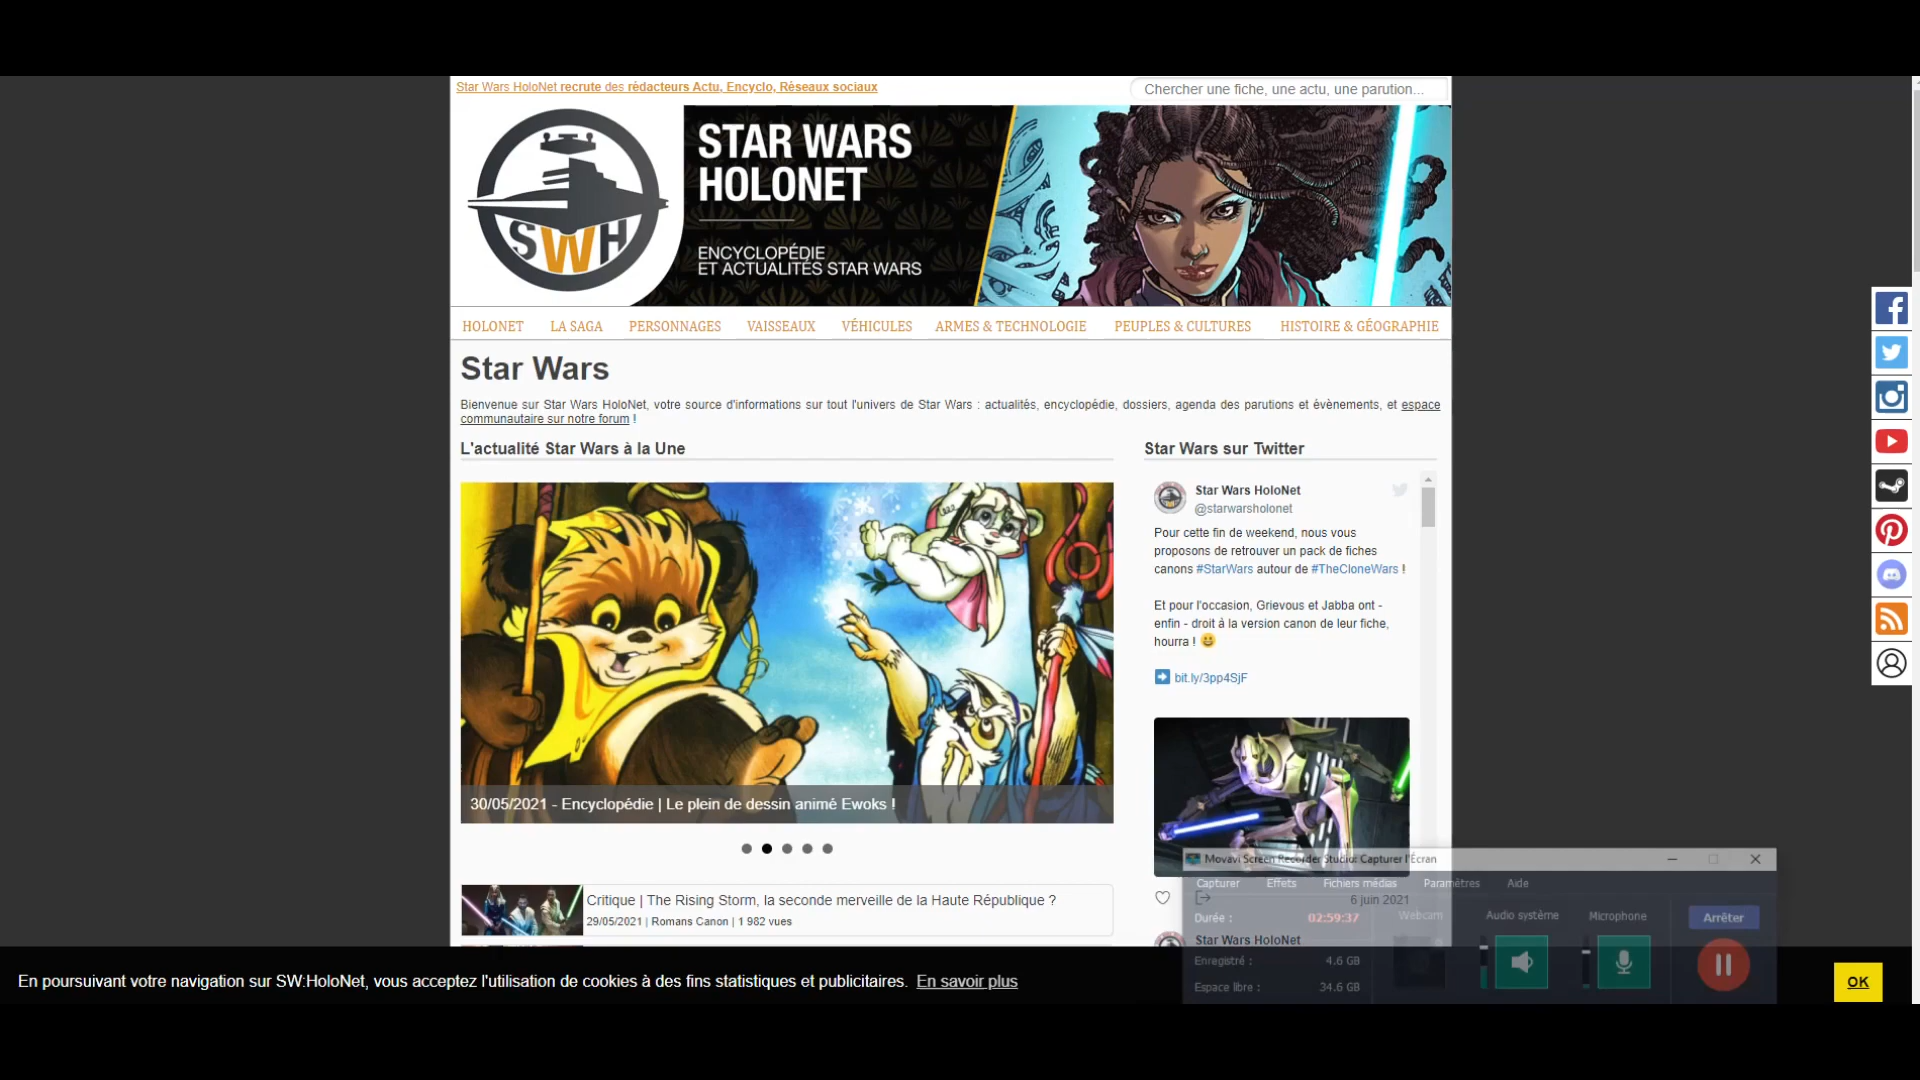 Star Wars HoloNet recrute des rédacteurs Actu, Encyclo, Réseaux sociaux
Chercher une fiche, une actu, une parution...
SWH
STAR WARS
HOLONET
ENCYCLOPÉDIE
ET ACTUALITÉS STAR WARS
HOLONET LA SAGA PERSONNAGES VAISSEAUX VÉHICULES ARMES & TECHNOLOGIE PEUPLES & CULTURES HISTOIRE & GÉOGRAPHIE
Star Wars
Bienvenue sur Star Wars HoloNet, votre source d'informations sur tout l'univers de Star Wars : actualités, encyclopédie, dossiers, agenda des parutions et évènements, et espace
communautaire sur notre forum !
L'actualité Star Wars à la Une
30/05/2021 - Encyclopédie | Le plein de dessin animé Ewoks !
Critique | The Rising Storm, la seconde merveille de la Haute République ?
29/05/2021 | Romans Canon | 1 982 vues
Star Wars sur Twitter
Star Wars HoloNet
@starwarsholonet
Pour cette fin de weekend, nous vous
proposons de retrouver un pack de fiches
canons #StarWars autour de #TheCloneWars !
Et pour l'occasion, Grievous et Jabba ont -
enfin - droit à la version canon de leur fiche,
hourra !
bit.ly/3pp4SjF
6 juin 2021
Star Wars HoloNet
Movavi Screen Recorder Studio: Capturer l'Écran
Capturer Effets Fichiers médias Paramètres Aide
Durée : 02:59:37
Enregistré : 4.6 GB
Espace libre : 34.6 GB
Webcam Audio système Microphone Arrêter
En poursuivant votre navigation sur SW:HoloNet, vous acceptez l'utilisation de cookies à des fins statistiques et publicitaires. En savoir plus
OK